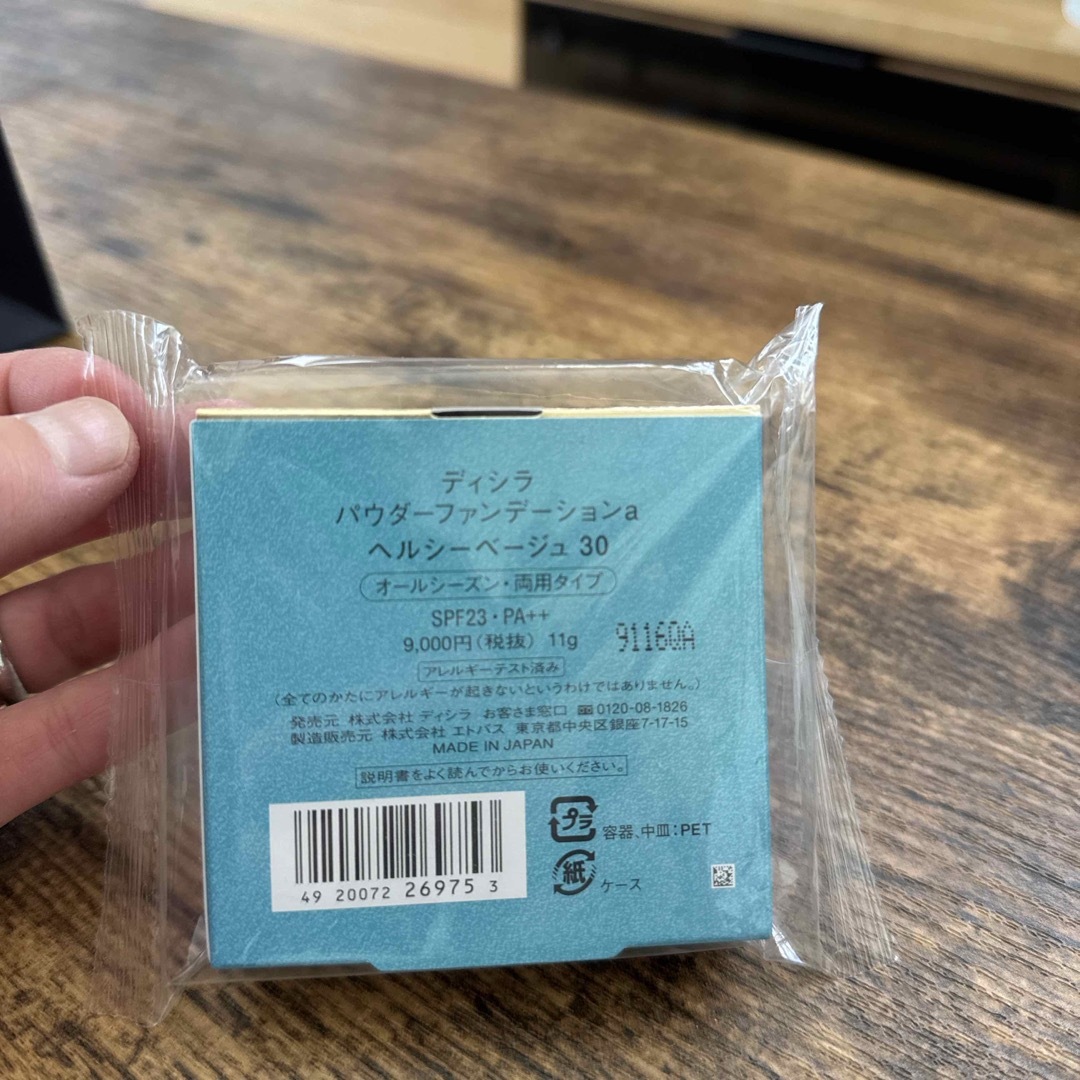 ディシラ
パウダーファンデーションa
ヘルシーベージュ 30
オールシーズン・両用タイプ
SPF23・PA++
9,000円(税抜) 11g 9116QA
アレルギーテスト済み
(全てのかたにアレルギーが起きないというわけではありません。)
発売元 株式会社 ディシラ お客さま窓口 0120-08-1826
製造販売元 株式会社 エトバス 東京都中央区銀座7-17-15
MADE IN JAPAN
説明書をよく読んでからお使いください。
プラ 容器、中皿:PET
紙 ケース
49 20072 26975 3